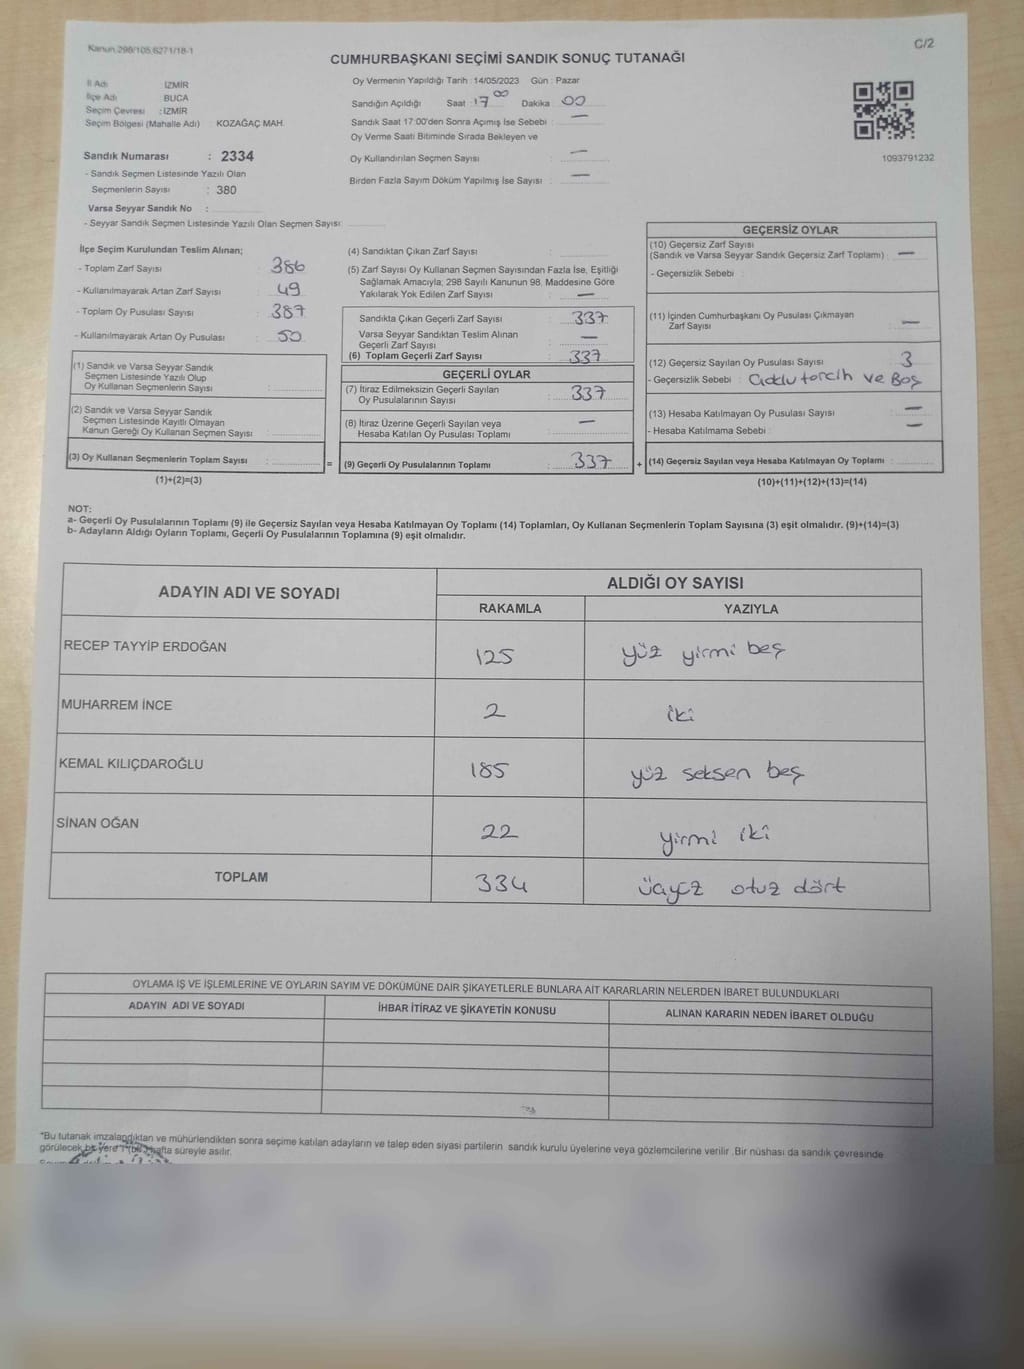 Kanun 298/105.6271/18-1
C/2
CUMHURBAŞKANI SEÇİMİ SANDIK SONUÇ TUTANAĞI
İl Adı İZMİR
İlçe Adı BUCA
Seçim Çevresi : İZMİR
Seçim Bölgesi (Mahalle Adı) : KOZAĞAÇ MAH.
Sandık Numarası : 2334
- Sandık Seçmen Listesinde Yazılı Olan
Seçmenlerin Sayısı : 380
Varsa Seyyar Sandık No :
- Seyyar Sandık Seçmen Listesinde Yazılı Olan Seçmen Sayısı:
Oy Vermenin Yapıldığı Tarih : 14/05/2023 Gün : Pazar
Sandığın Açıldığı Saat : 17 00 Dakika : 00
Sandık Saat 17:00'den Sonra Açımış İse Sebebi : —
Oy Verme Saati Bitiminde Sırada Bekleyen ve
Oy Kullandırılan Seçmen Sayısı : —
Birden Fazla Sayım Döküm Yapılmış İse Sayısı : —
1093791232
İlçe Seçim Kurulundan Teslim Alınan;
- Toplam Zarf Sayısı : 386
- Kullanılmayarak Artan Zarf Sayısı : 49
- Toplam Oy Pusulası Sayısı : 387
- Kullanılmayarak Artan Oy Pusulası : 50
(1) Sandık ve Varsa Seyyar Sandık
Seçmen Listesinde Yazılı Olup
Oy Kullanan Seçmenlerin Sayısı :
(2) Sandık ve Varsa Seyyar Sandık
Seçmen Listesinde Kayıtlı Olmayan
Kanun Gereği Oy Kullanan Seçmen Sayısı :
(3) Oy Kullanan Seçmenlerin Toplam Sayısı :
(1)+(2)=(3)
(4) Sandıktan Çıkan Zarf Sayısı :
(5) Zarf Sayısı Oy Kullanan Seçmen Sayısından Fazla İse, Eşitliği
Sağlamak Amacıyla; 298 Sayılı Kanunun 98. Maddesine Göre
Yakılarak Yok Edilen Zarf Sayısı : —
Sandıkta Çıkan Geçerli Zarf Sayısı : 337
Varsa Seyyar Sandıktan Teslim Alınan
Geçerli Zarf Sayısı : —
(6) Toplam Geçerli Zarf Sayısı : 337
GEÇERLİ OYLAR
(7) İtiraz Edilmeksizin Geçerli Sayılan
Oy Pusulalarının Sayısı : 337
(8) İtiraz Üzerine Geçerli Sayılan veya
Hesaba Katılan Oy Pusulası Toplamı : —
= (9) Geçerli Oy Pusulalarının Toplamı : 337
GEÇERSİZ OYLAR
(10) Geçersiz Zarf Sayısı
(Sandık ve Varsa Seyyar Sandık Geçersiz Zarf Toplamı) : —
- Geçersizlik Sebebi :
(11) İçinden Cumhurbaşkanı Oy Pusulası Çıkmayan
Zarf Sayısı : —
(12) Geçersiz Sayılan Oy Pusulası Sayısı : 3
- Geçersizlik Sebebi : tercih ve Boş
(13) Hesaba Katılmayan Oy Pusulası Sayısı : —
- Hesaba Katılmama Sebebi : —
+ (14) Geçersiz Sayılan veya Hesaba Katılmayan Oy Toplamı :
(10)+(11)+(12)+(13)=(14)
NOT:
a- Geçerli Oy Pusulalarının Toplamı (9) ile Geçersiz Sayılan veya Hesaba Katılmayan Oy Toplamı (14) Toplamları, Oy Kullanan Seçmenlerin Toplam Sayısına (3) eşit olmalıdır. (9)+(14)=(3)
b- Adayların Aldığı Oyların Toplamı, Geçerli Oy Pusulalarının Toplamına (9) eşit olmalıdır.
ADAYIN ADI VE SOYADI ALDIĞI OY SAYISI
RAKAMLA YAZIYLA
RECEP TAYYİP ERDOĞAN 125 yüz yirmi beş
MUHARREM İNCE 2 iki
KEMAL KILIÇDAROĞLU 185 yüz seksen beş
SİNAN OĞAN 22 yirmi iki
TOPLAM 334 otuz dört
OYLAMA İŞ VE İŞLEMLERİNE VE OYLARIN SAYIM VE DÖKÜMÜNE DAİR ŞİKAYETLERLE BUNLARA AİT KARARLARIN NELERDEN İBARET BULUNDUKLARI
ADAYIN ADI VE SOYADI İHBAR İTİRAZ VE ŞİKAYETİN KONUSU ALINAN KARARIN NEDEN İBARET OLDUĞU
*Bu tutanak imzalandıktan ve mühürlendikten sonra seçime katılan adayların ve talep eden siyasi partilerin sandık kurulu üyelerine veya gözlemcilerine verilir .Bir nüshası da sandık çevresinde
görülecek bir yere 1 (bir) hafta süreyle asılır.